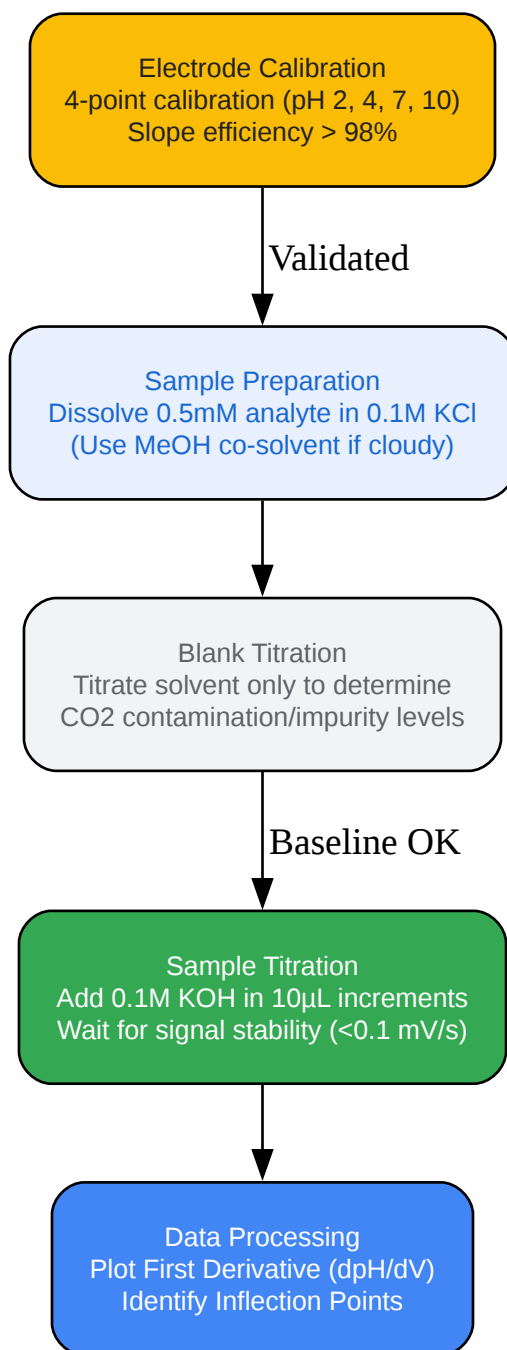 Electrode Calibration
4-point calibration (pH 2, 4, 7, 10)
Slope efficiency > 98%
Validated
Sample Preparation
Dissolve 0.5mM analyte in 0.1M KCl
(Use MeOH co-solvent if cloudy)
Blank Titration
Titrate solvent only to determine
CO2 contamination/impurity levels
Baseline OK
Sample Titration
Add 0.1M KOH in 10µL increments
Wait for signal stability (<0.1 mV/s)
Data Processing
Plot First Derivative (dpH/dV)
Identify Inflection Points